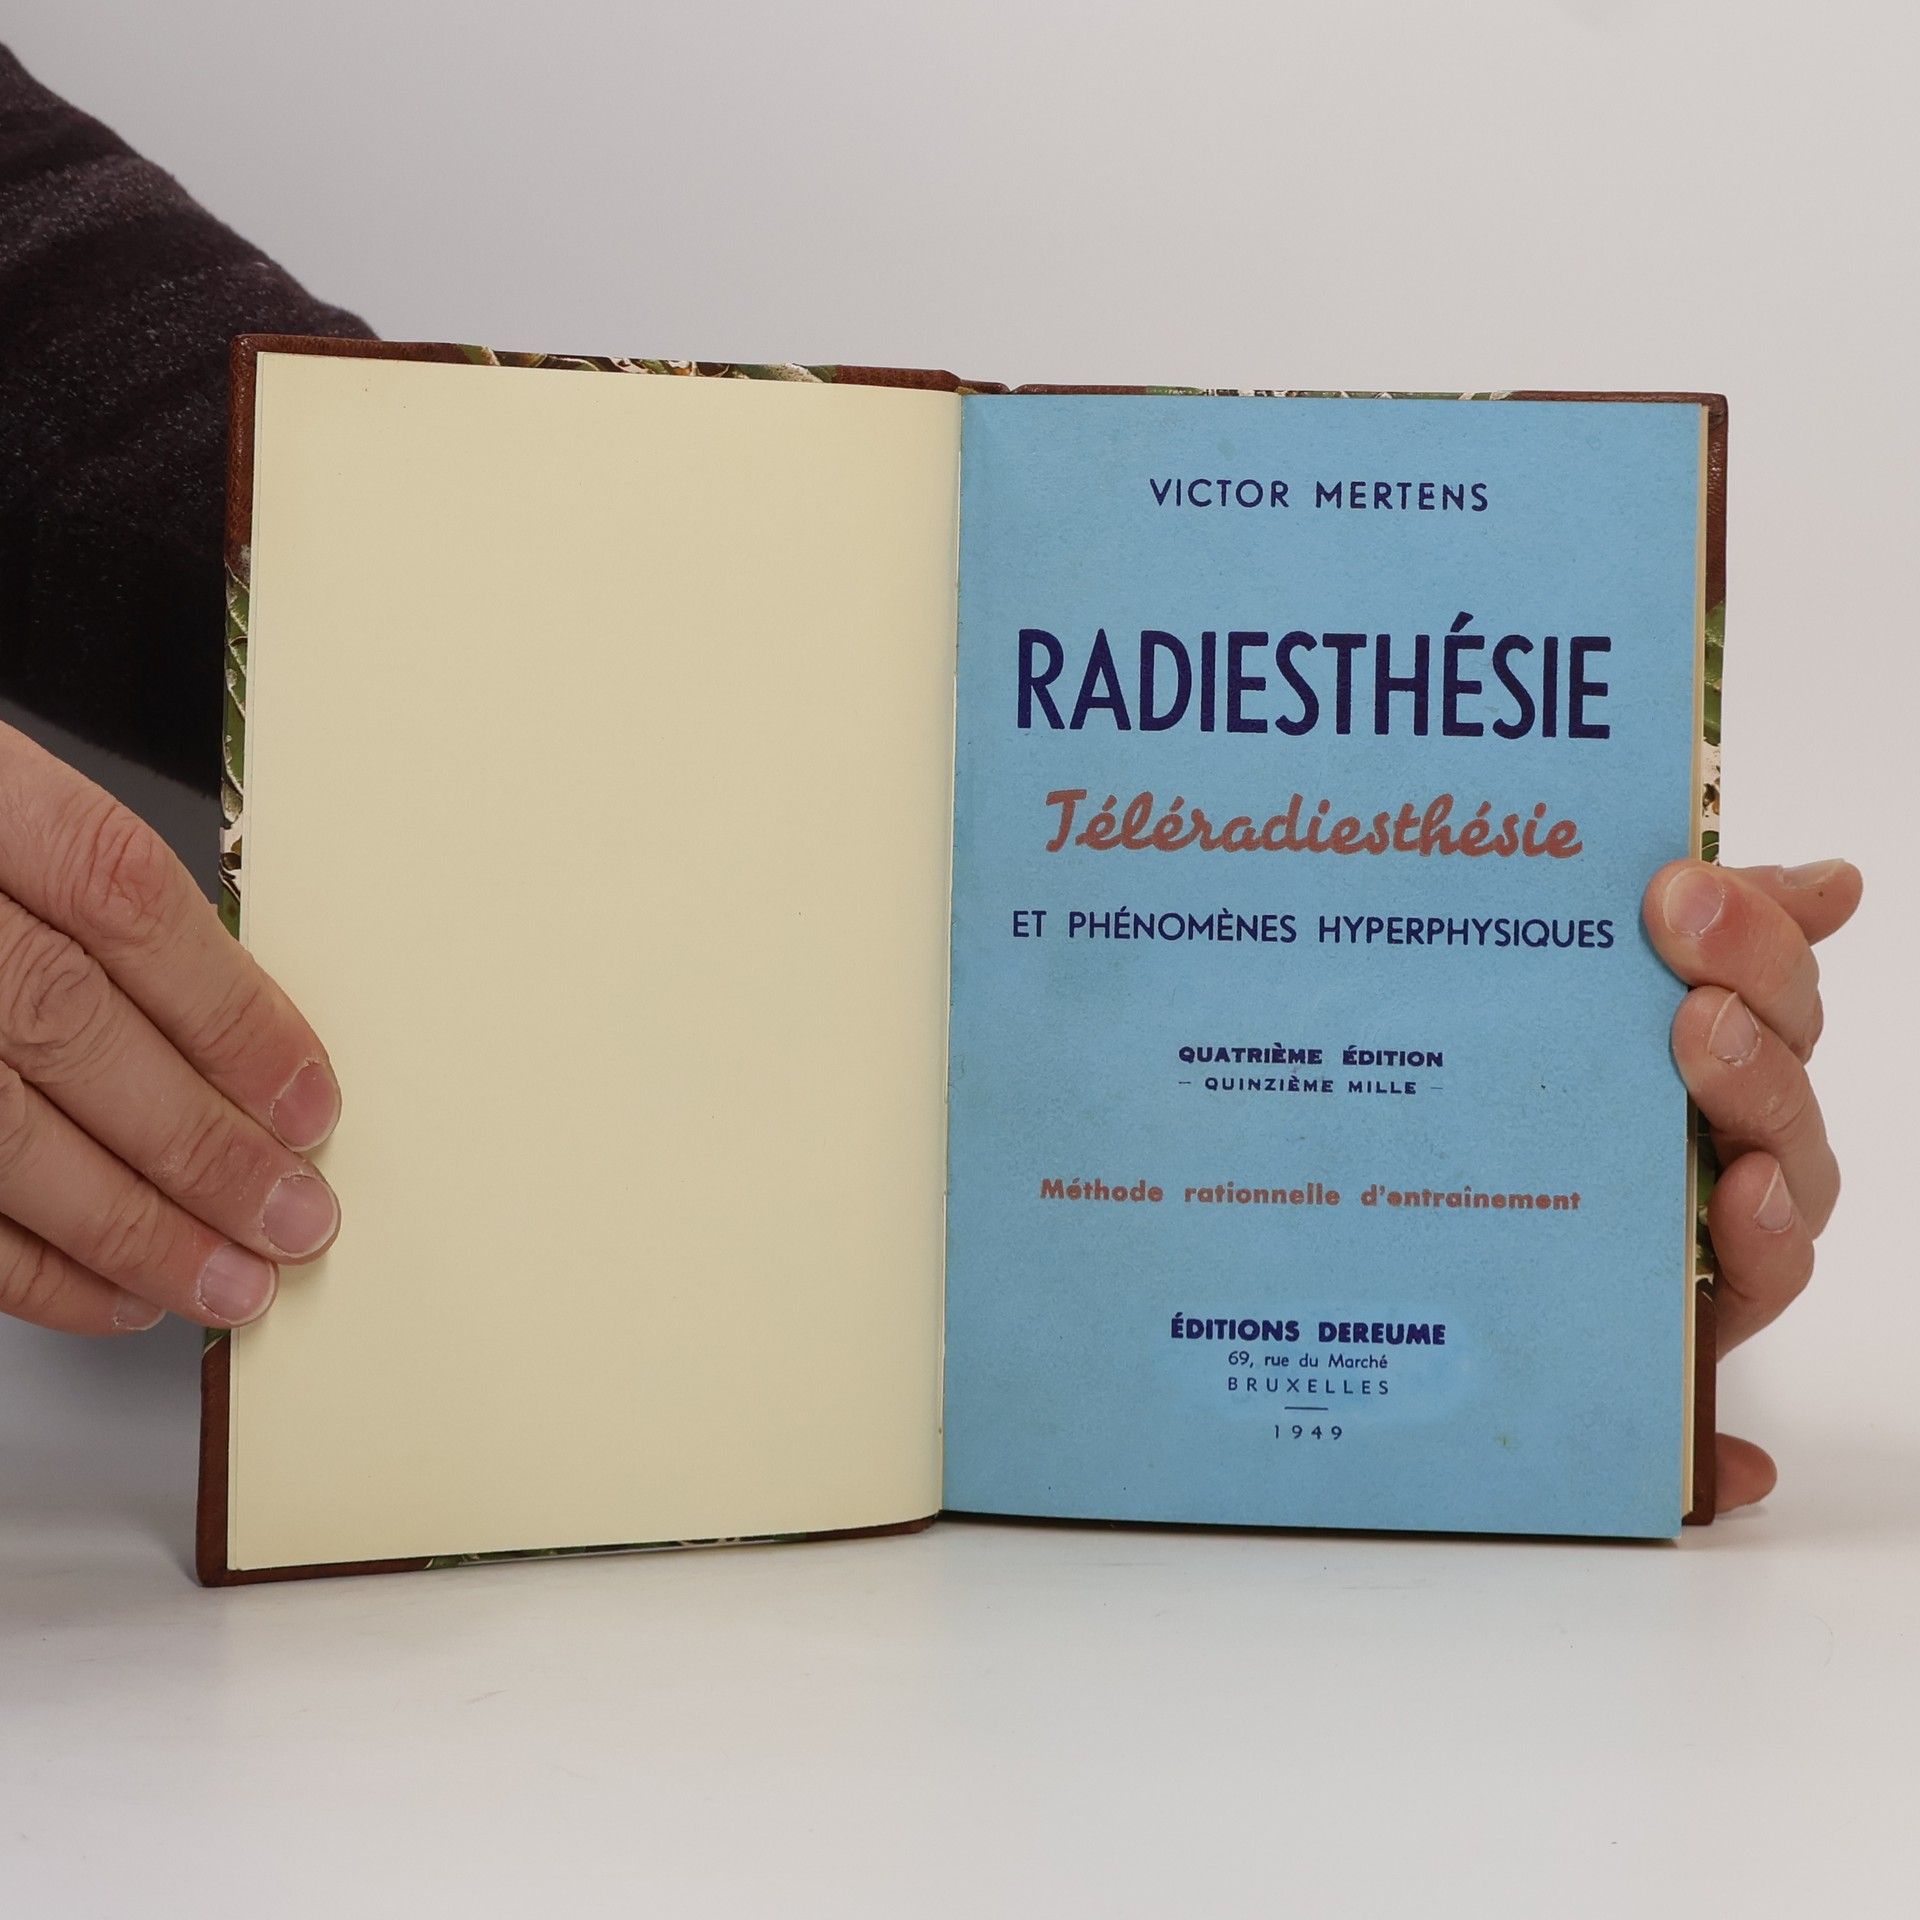 VICTOR MERTENS
RADIESTHÉSIE
Téléradiesthésie
ET PHÉNOMÈNES HYPERPHYSIQUES
QUATRIÈME ÉDITION
– QUINZIÈME MILLE –
Méthode rationnelle d'entraînement
ÉDITIONS DEREUME
69, rue du Marché
BRUXELLES
1949